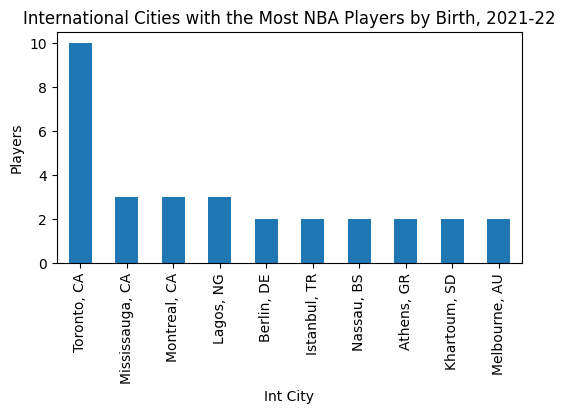 International Cities with the Most NBA Players by Birth, 2021-22
Players
10
8
6
4
2
0
Toronto, CA
Mississauga, CA
Montreal, CA
Lagos, NG
Berlin, DE
Istanbul, TR
Nassau, BS
Athens, GR
Khartoum, SD
Melbourne, AU
Int City